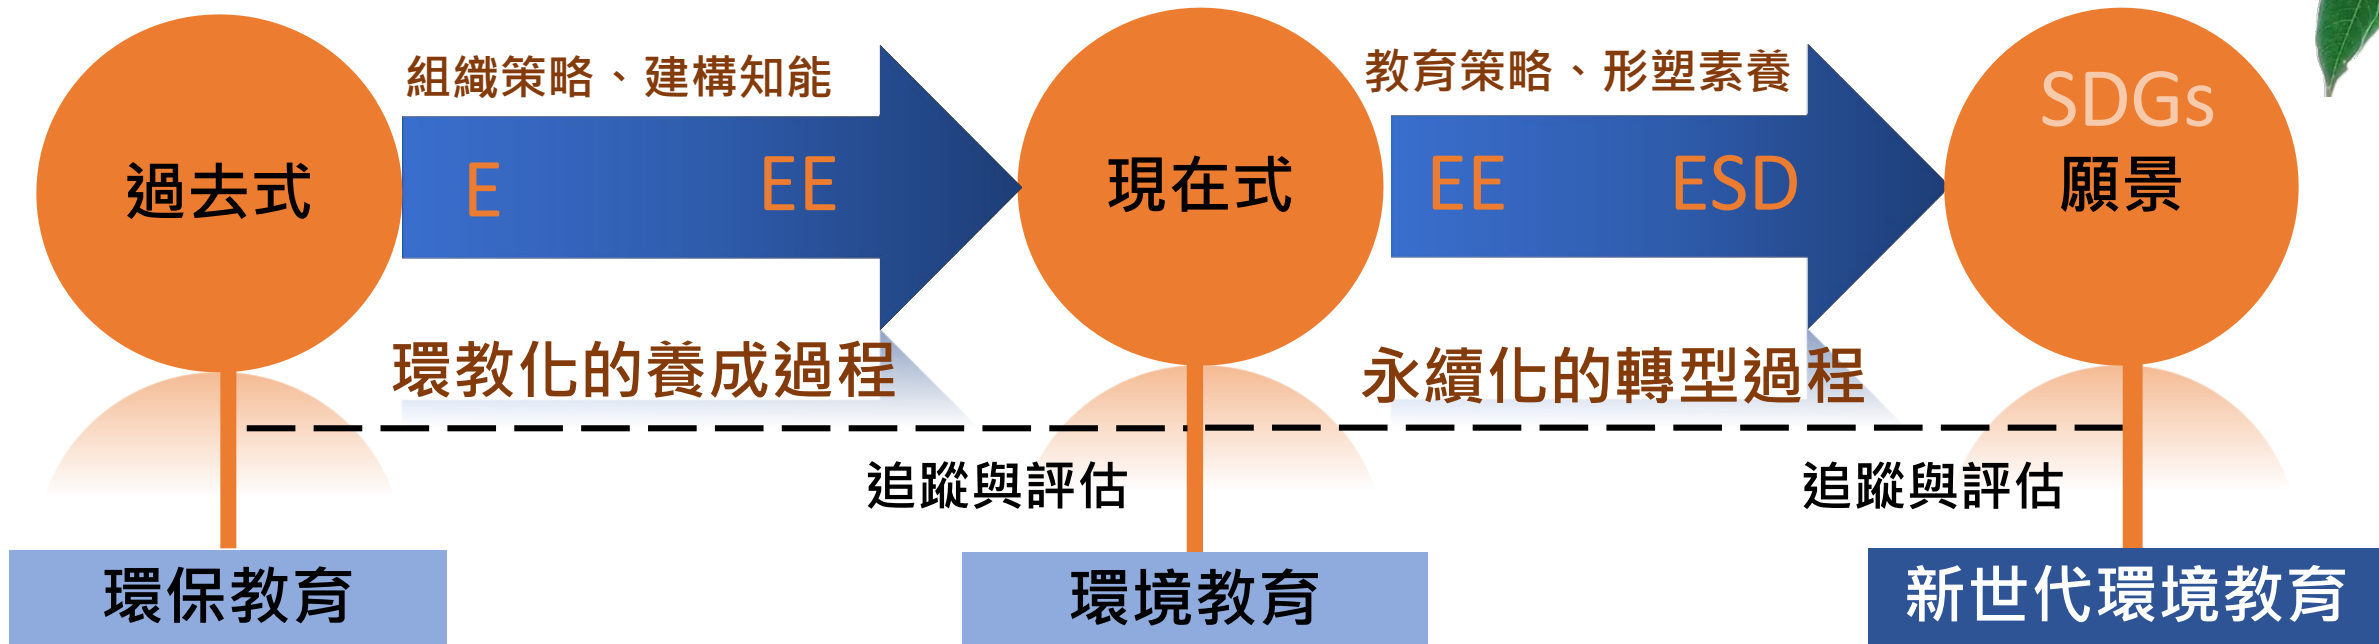 過去式
組織策略、建構知能
E
EE
環教化的養成過程
現在式
教育策略、形塑素養
EE
ESD
永續化的轉型過程
SDGs
願景
追蹤與評估
追蹤與評估
環保教育
環境教育
新世代環境教育